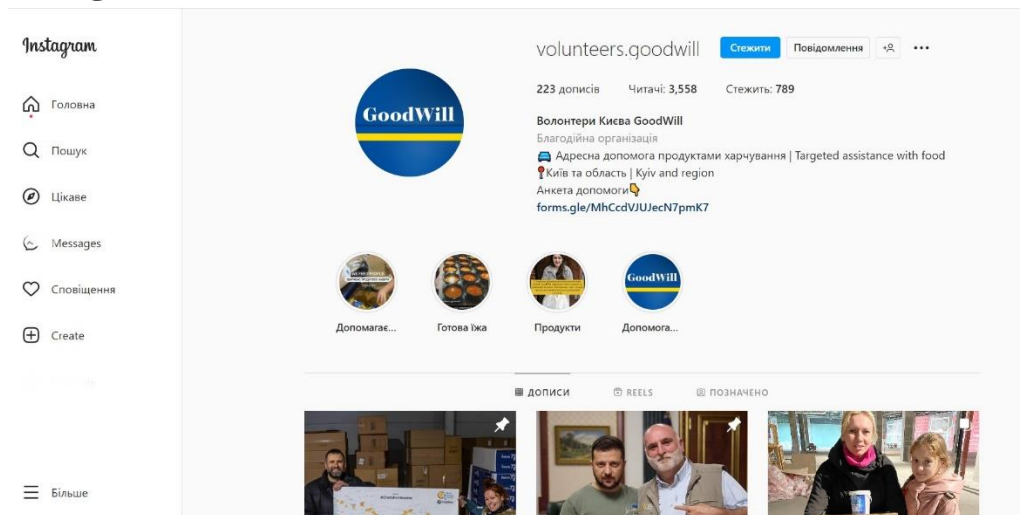 Instagram
Головна
Пошук
Цікаве
Messages
Сповіщення
Create
Більше
volunteers.goodwill Стежити Повідомлення
223 дописів Читачі: 3,558 Стежить: 789
Волонтери Києва GoodWill
Благодійна організація
🚘 Адресна допомога продуктами харчування | Targeted assistance with food
📍Київ та область | Kyiv and region
Анкета допомоги👇
forms.gle/MhCcdVJUJecN7pmK7
GoodWill
GoodWill
Допомагає... Готова їжа Продукти Допомога...
ДОПИСИ REELS ПОЗНАЧЕНО